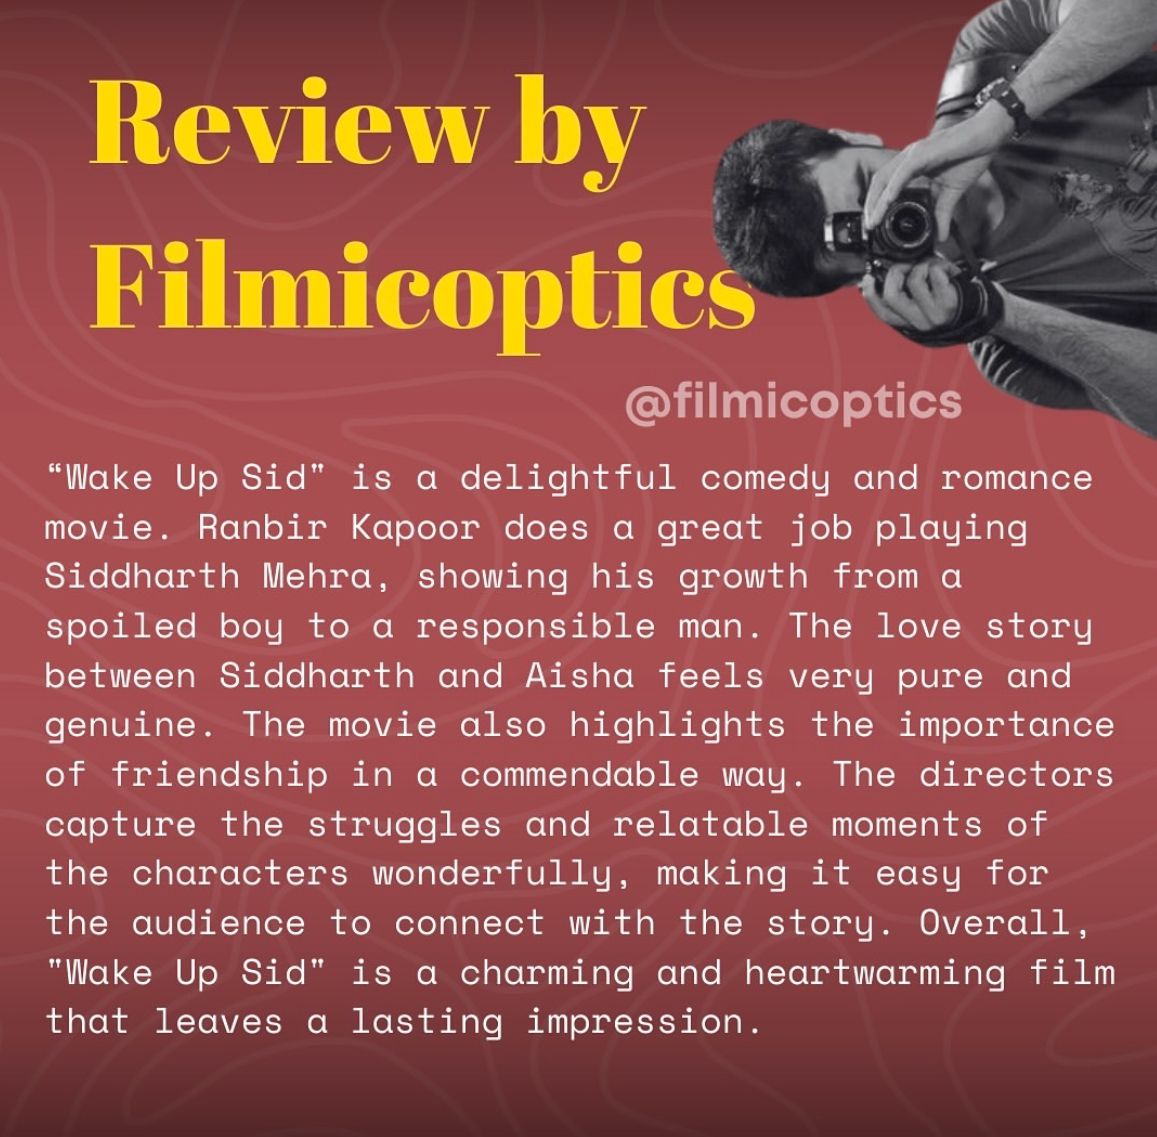 Review by
Filmicoptics
@filmicoptics
“Wake Up Sid" is a delightful comedy and romance
movie. Ranbir Kapoor does a great job playing
Siddharth Mehra, showing his growth from a
spoiled boy to a responsible man. The love story
between Siddharth and Aisha feels very pure and
genuine. The movie also highlights the importance
of friendship in a commendable way. The directors
capture the struggles and relatable moments of
the characters wonderfully, making it easy for
the audience to connect with the story. Overall,
"Wake Up Sid" is a charming and heartwarming film
that leaves a lasting impression.